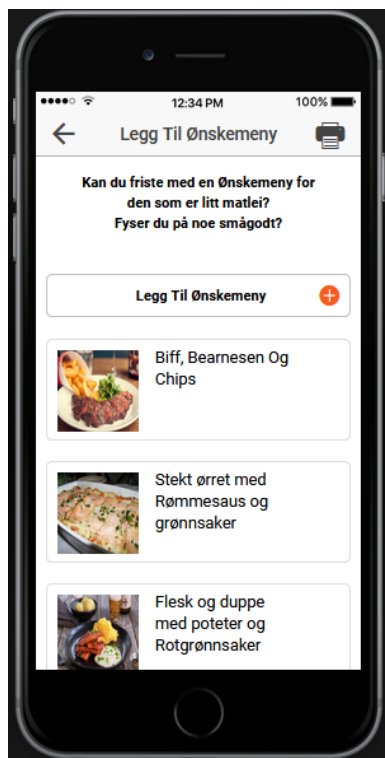 12:34 PM
100%
Legg Til Ønskemeny
Kan du friste med en Ønskemeny for
den som er litt matlei?
Fyser du på noe smågodt?
Legg Til Ønskemeny
Biff, Bearnesen Og
Chips
Stekt ørret med
Rømmesaus og
grønnsaker
Flesk og duppe
med poteter og
Rotgrønnsaker